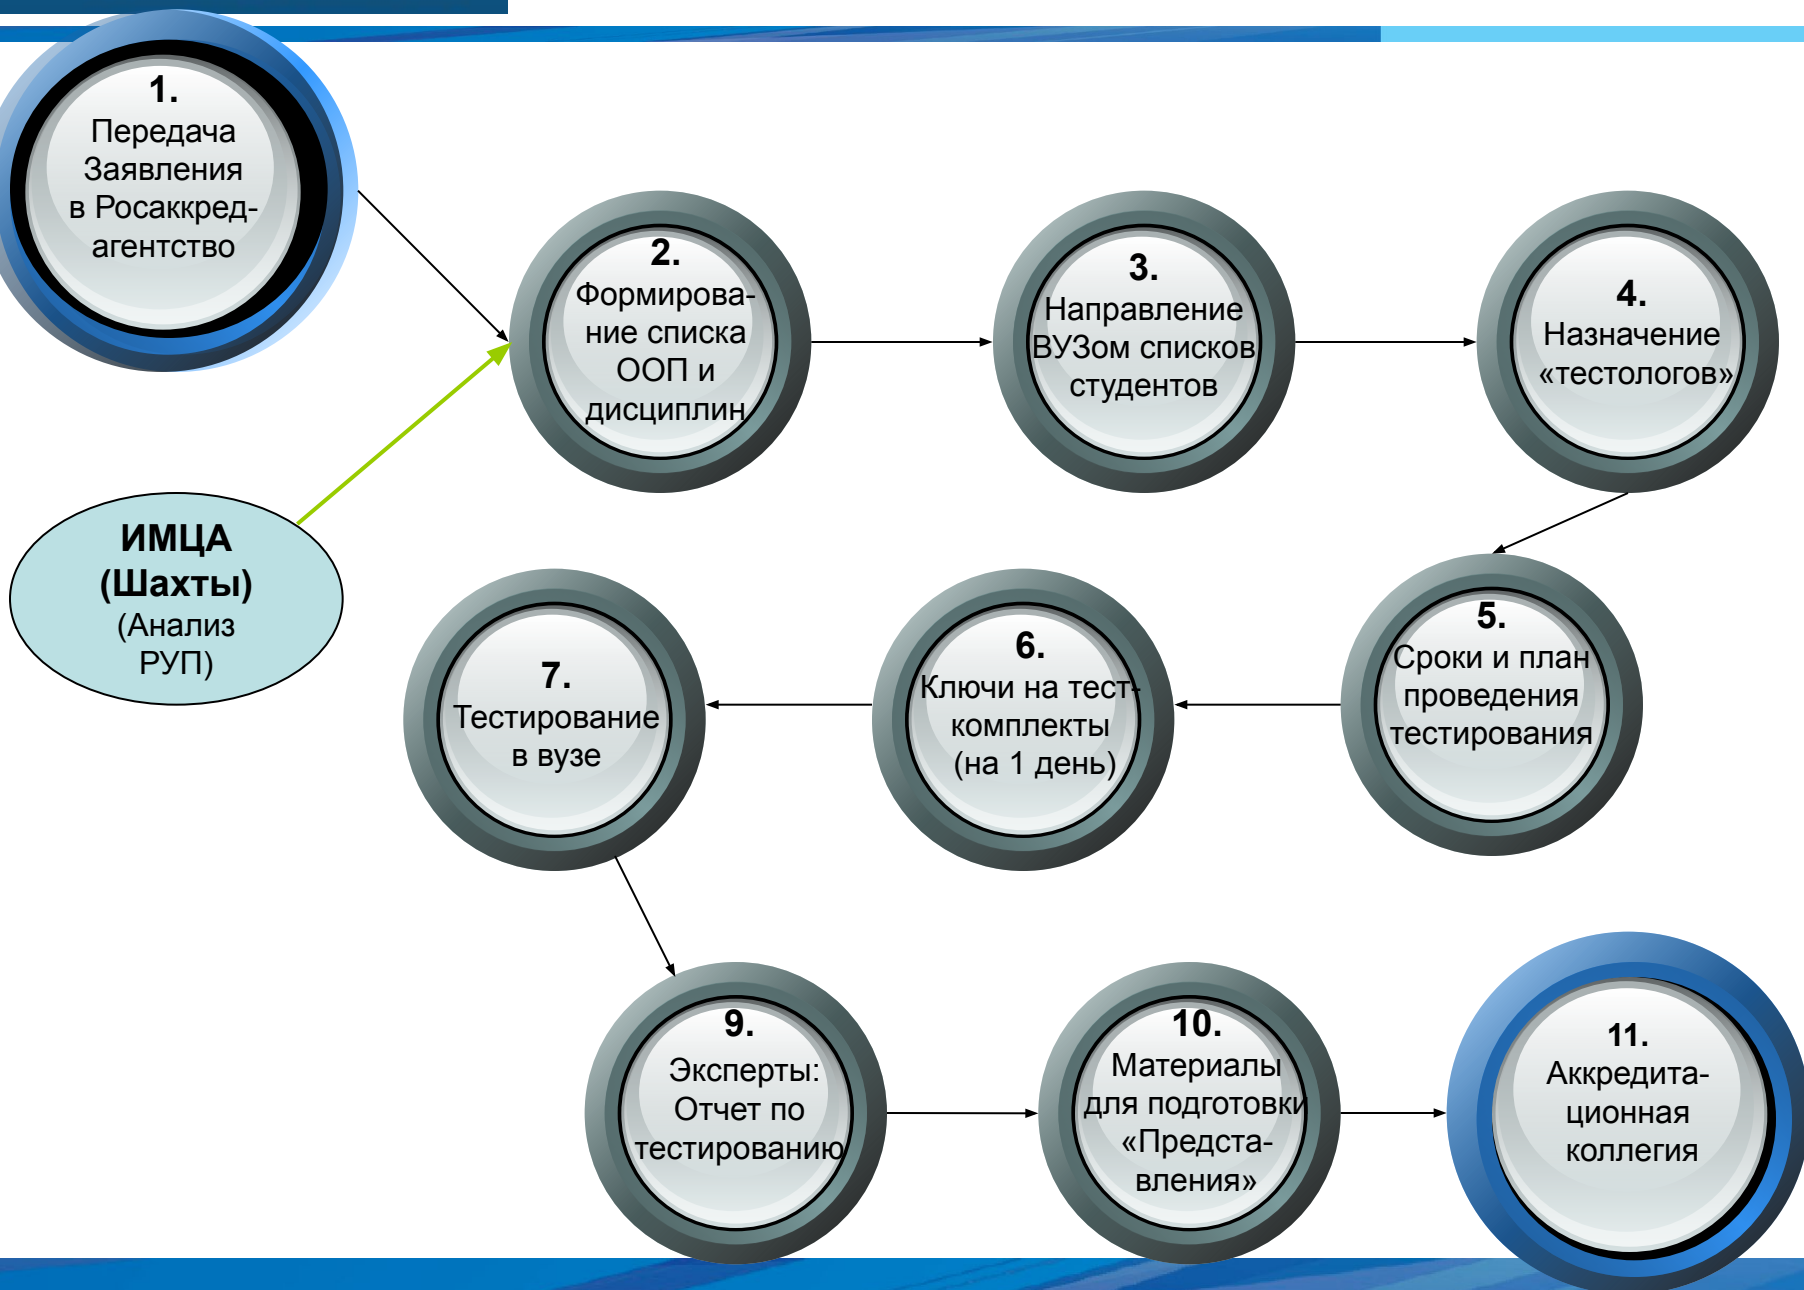 1.
Передача
Заявления
в Росаккред-
агентство
2.
Формирова-
ние списка
ООП и
дисциплин
3.
Направление
ВУЗом списков
студентов
4.
Назначение
«тестологов»
ИМЦА
(Шахты)
(Анализ
РУП)
7.
Тестирование
в вузе
6.
Ключи на тест-
комплекты
(на 1 день)
5.
Сроки и план
проведения
тестирования
9.
Эксперты:
Отчет по
тестированию
10.
Материалы
для подготовки
«Предста-
вления»
11.
Аккредита-
ционная
коллегия